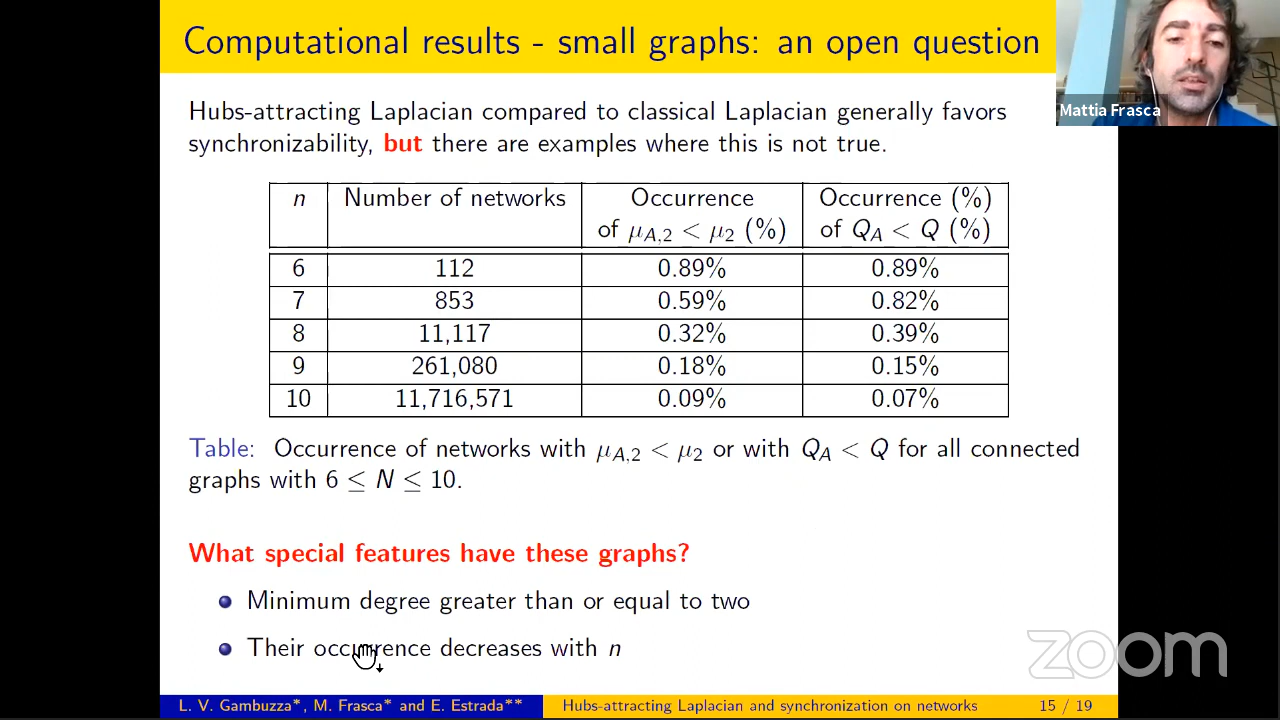 Computational results - small graphs: an open question
Mattia Frasca
Hubs-attracting Laplacian compared to classical Laplacian generally favors
synchronizability, but there are examples where this is not true.
n Number of networks Occurrence Occurrence (%)
of μA,2 < μ2 (%) of QA < Q (%)
6 112 0.89% 0.89%
7 853 0.59% 0.82%
8 11,117 0.32% 0.39%
9 261,080 0.18% 0.15%
10 11,716,571 0.09% 0.07%
Table: Occurrence of networks with μA,2 < μ2 or with QA < Q for all connected
graphs with 6 ≤ N ≤ 10.
What special features have these graphs?
Minimum degree greater than or equal to two
Their occurrence decreases with n
zoom
L. V. Gambuzza*, M. Frasca* and E. Estrada** Hubs-attracting Laplacian and synchronization on networks 15 / 19